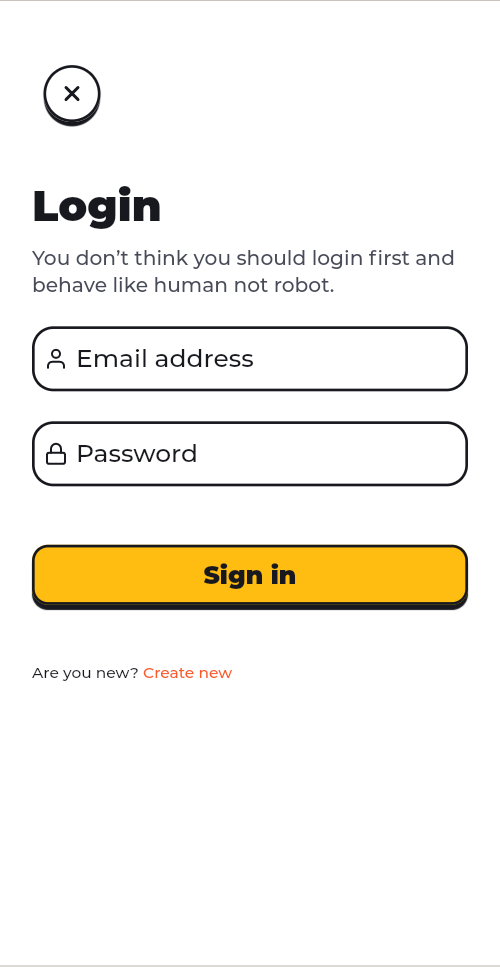 Login
You don’t think you should login first and
behave like human not robot.
Email address
Password
Sign in
Are you new? Create new